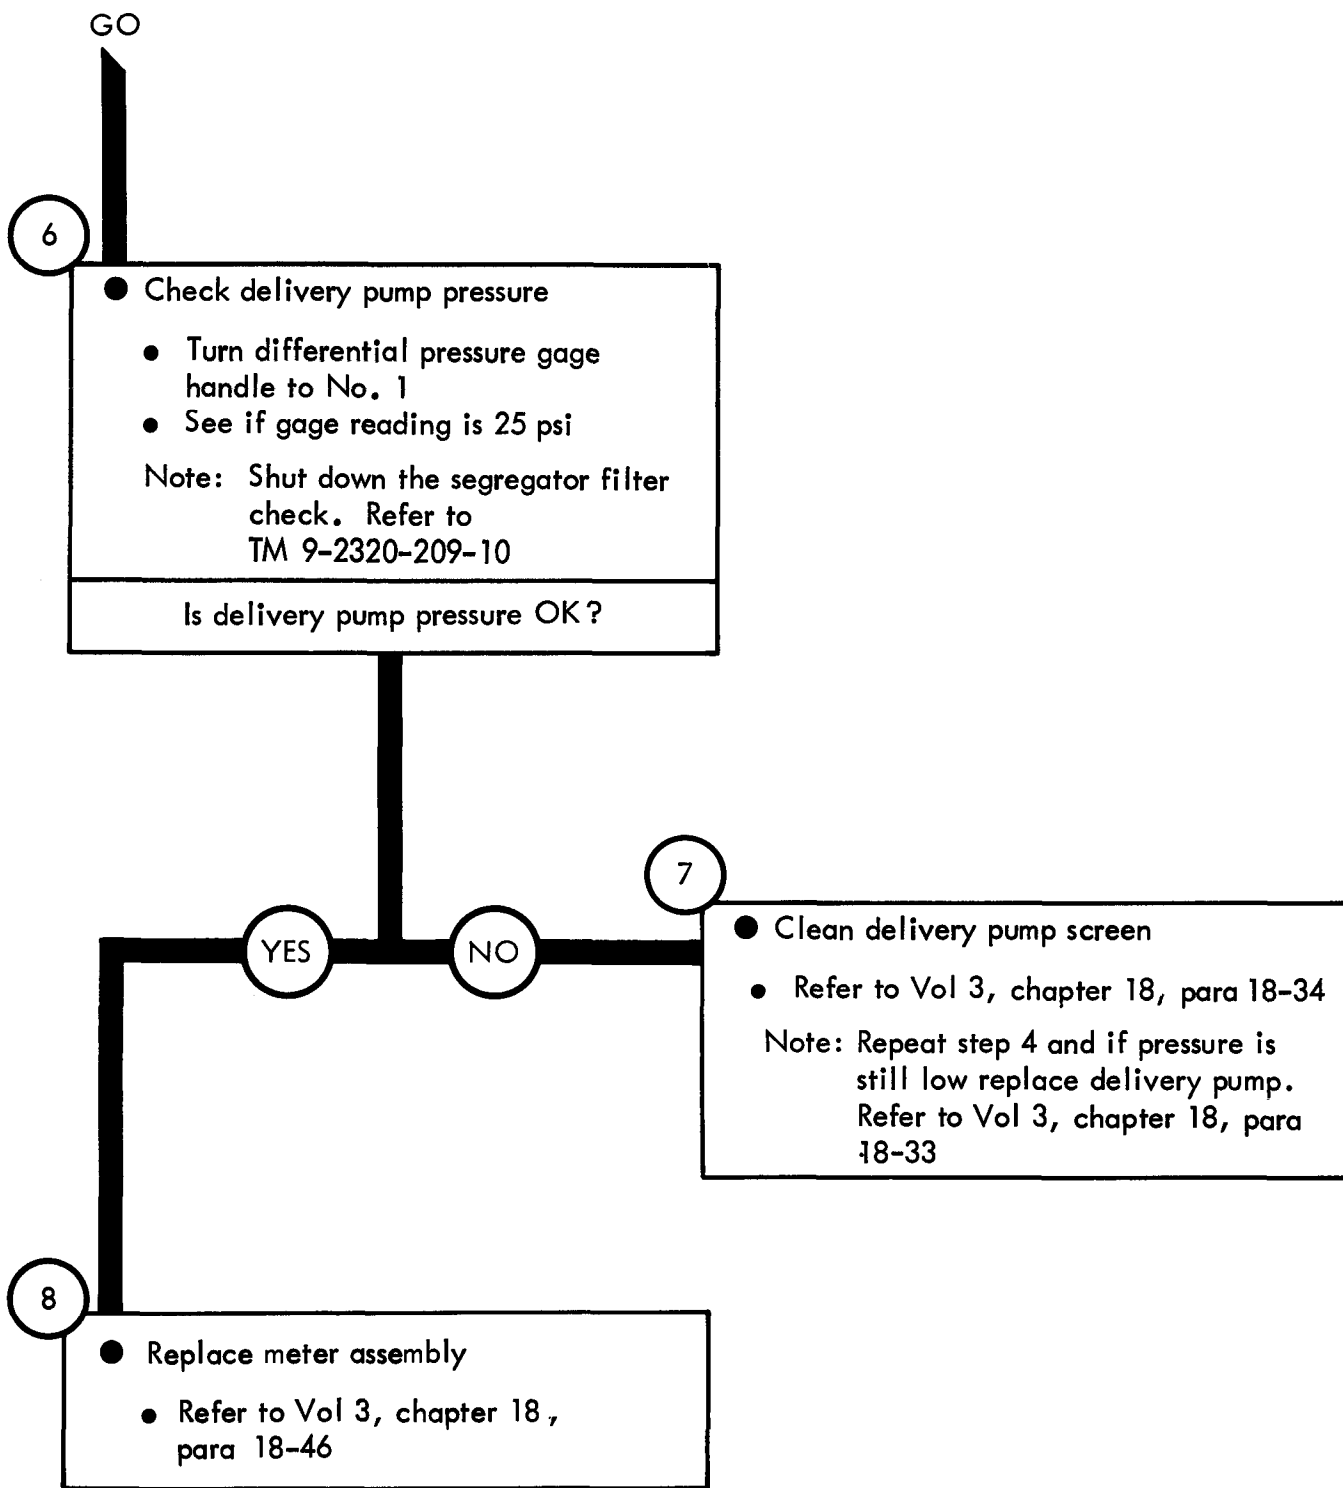 GO
6
● Check delivery pump pressure
● Turn differential pressure gage
handle to No. 1
● See if gage reading is 25 psi
Note: Shut down the segregator filter
check. Refer to
TM 9-2320-209-10
Is delivery pump pressure OK?
YES
NO
7
● Clean delivery pump screen
● Refer to Vol 3, chapter 18, para 18-34
Note: Repeat step 4 and if pressure is
still low replace delivery pump.
Refer to Vol 3, chapter 18, para
18-33
8
● Replace meter assembly
● Refer to Vol 3, chapter 18,
para 18-46